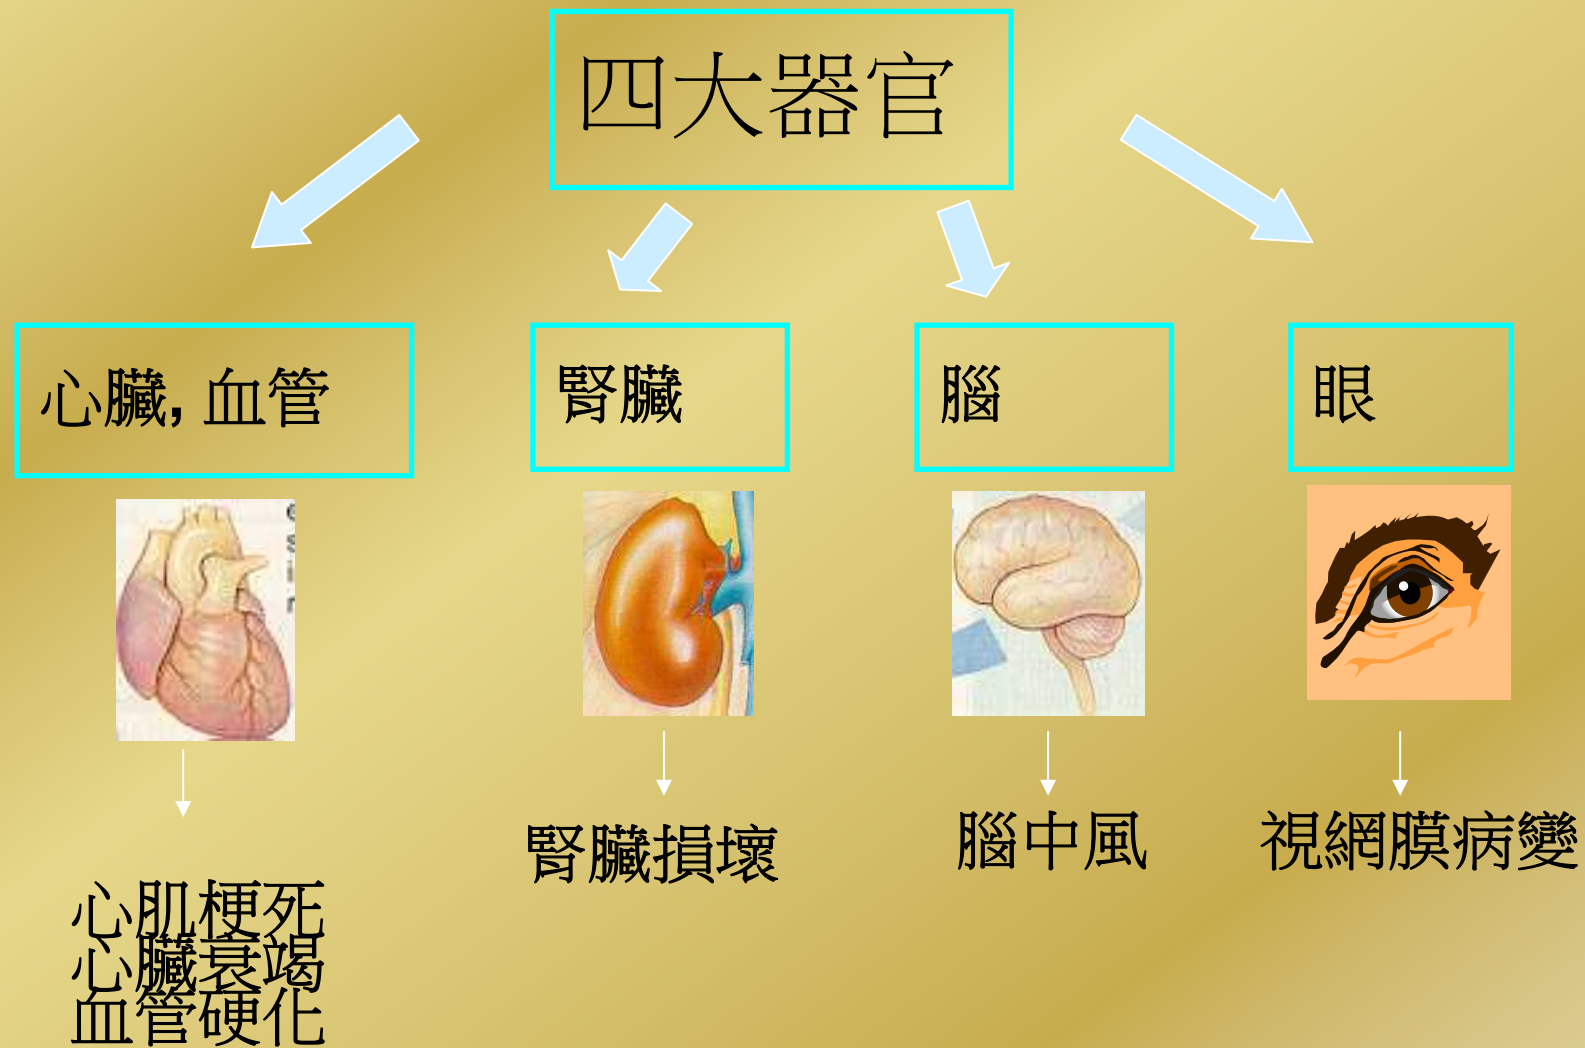 四大器官
心臟, 血管
腎臟
腦
眼
心肌梗死
心臟衰竭
血管硬化
腎臟損壞
腦中風
視網膜病變